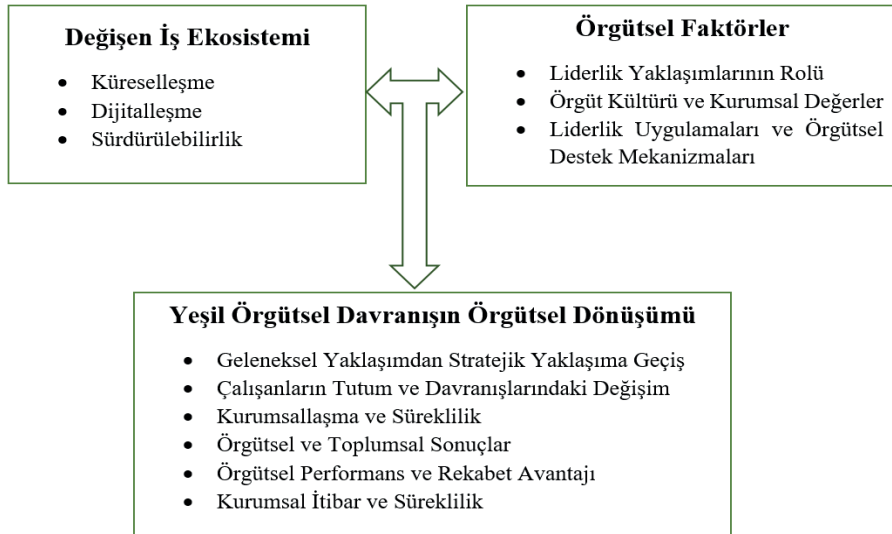 Değişen İş Ekosistemi
• Küreselleşme
• Dijitalleşme
• Sürdürülebilirlik
Örgütsel Faktörler
• Liderlik Yaklaşımlarının Rolü
• Örgüt Kültürü ve Kurumsal Değerler
• Liderlik Uygulamaları ve Örgütsel
Destek Mekanizmaları
Yeşil Örgütsel Davranışın Örgütsel Dönüşümü
• Geleneksel Yaklaşımdan Stratejik Yaklaşıma Geçiş
• Çalışanların Tutum ve Davranışlarındaki Değişim
• Kurumsallaşma ve Süreklilik
• Örgütsel ve Toplumsal Sonuçlar
• Örgütsel Performans ve Rekabet Avantajı
• Kurumsal İtibar ve Süreklilik